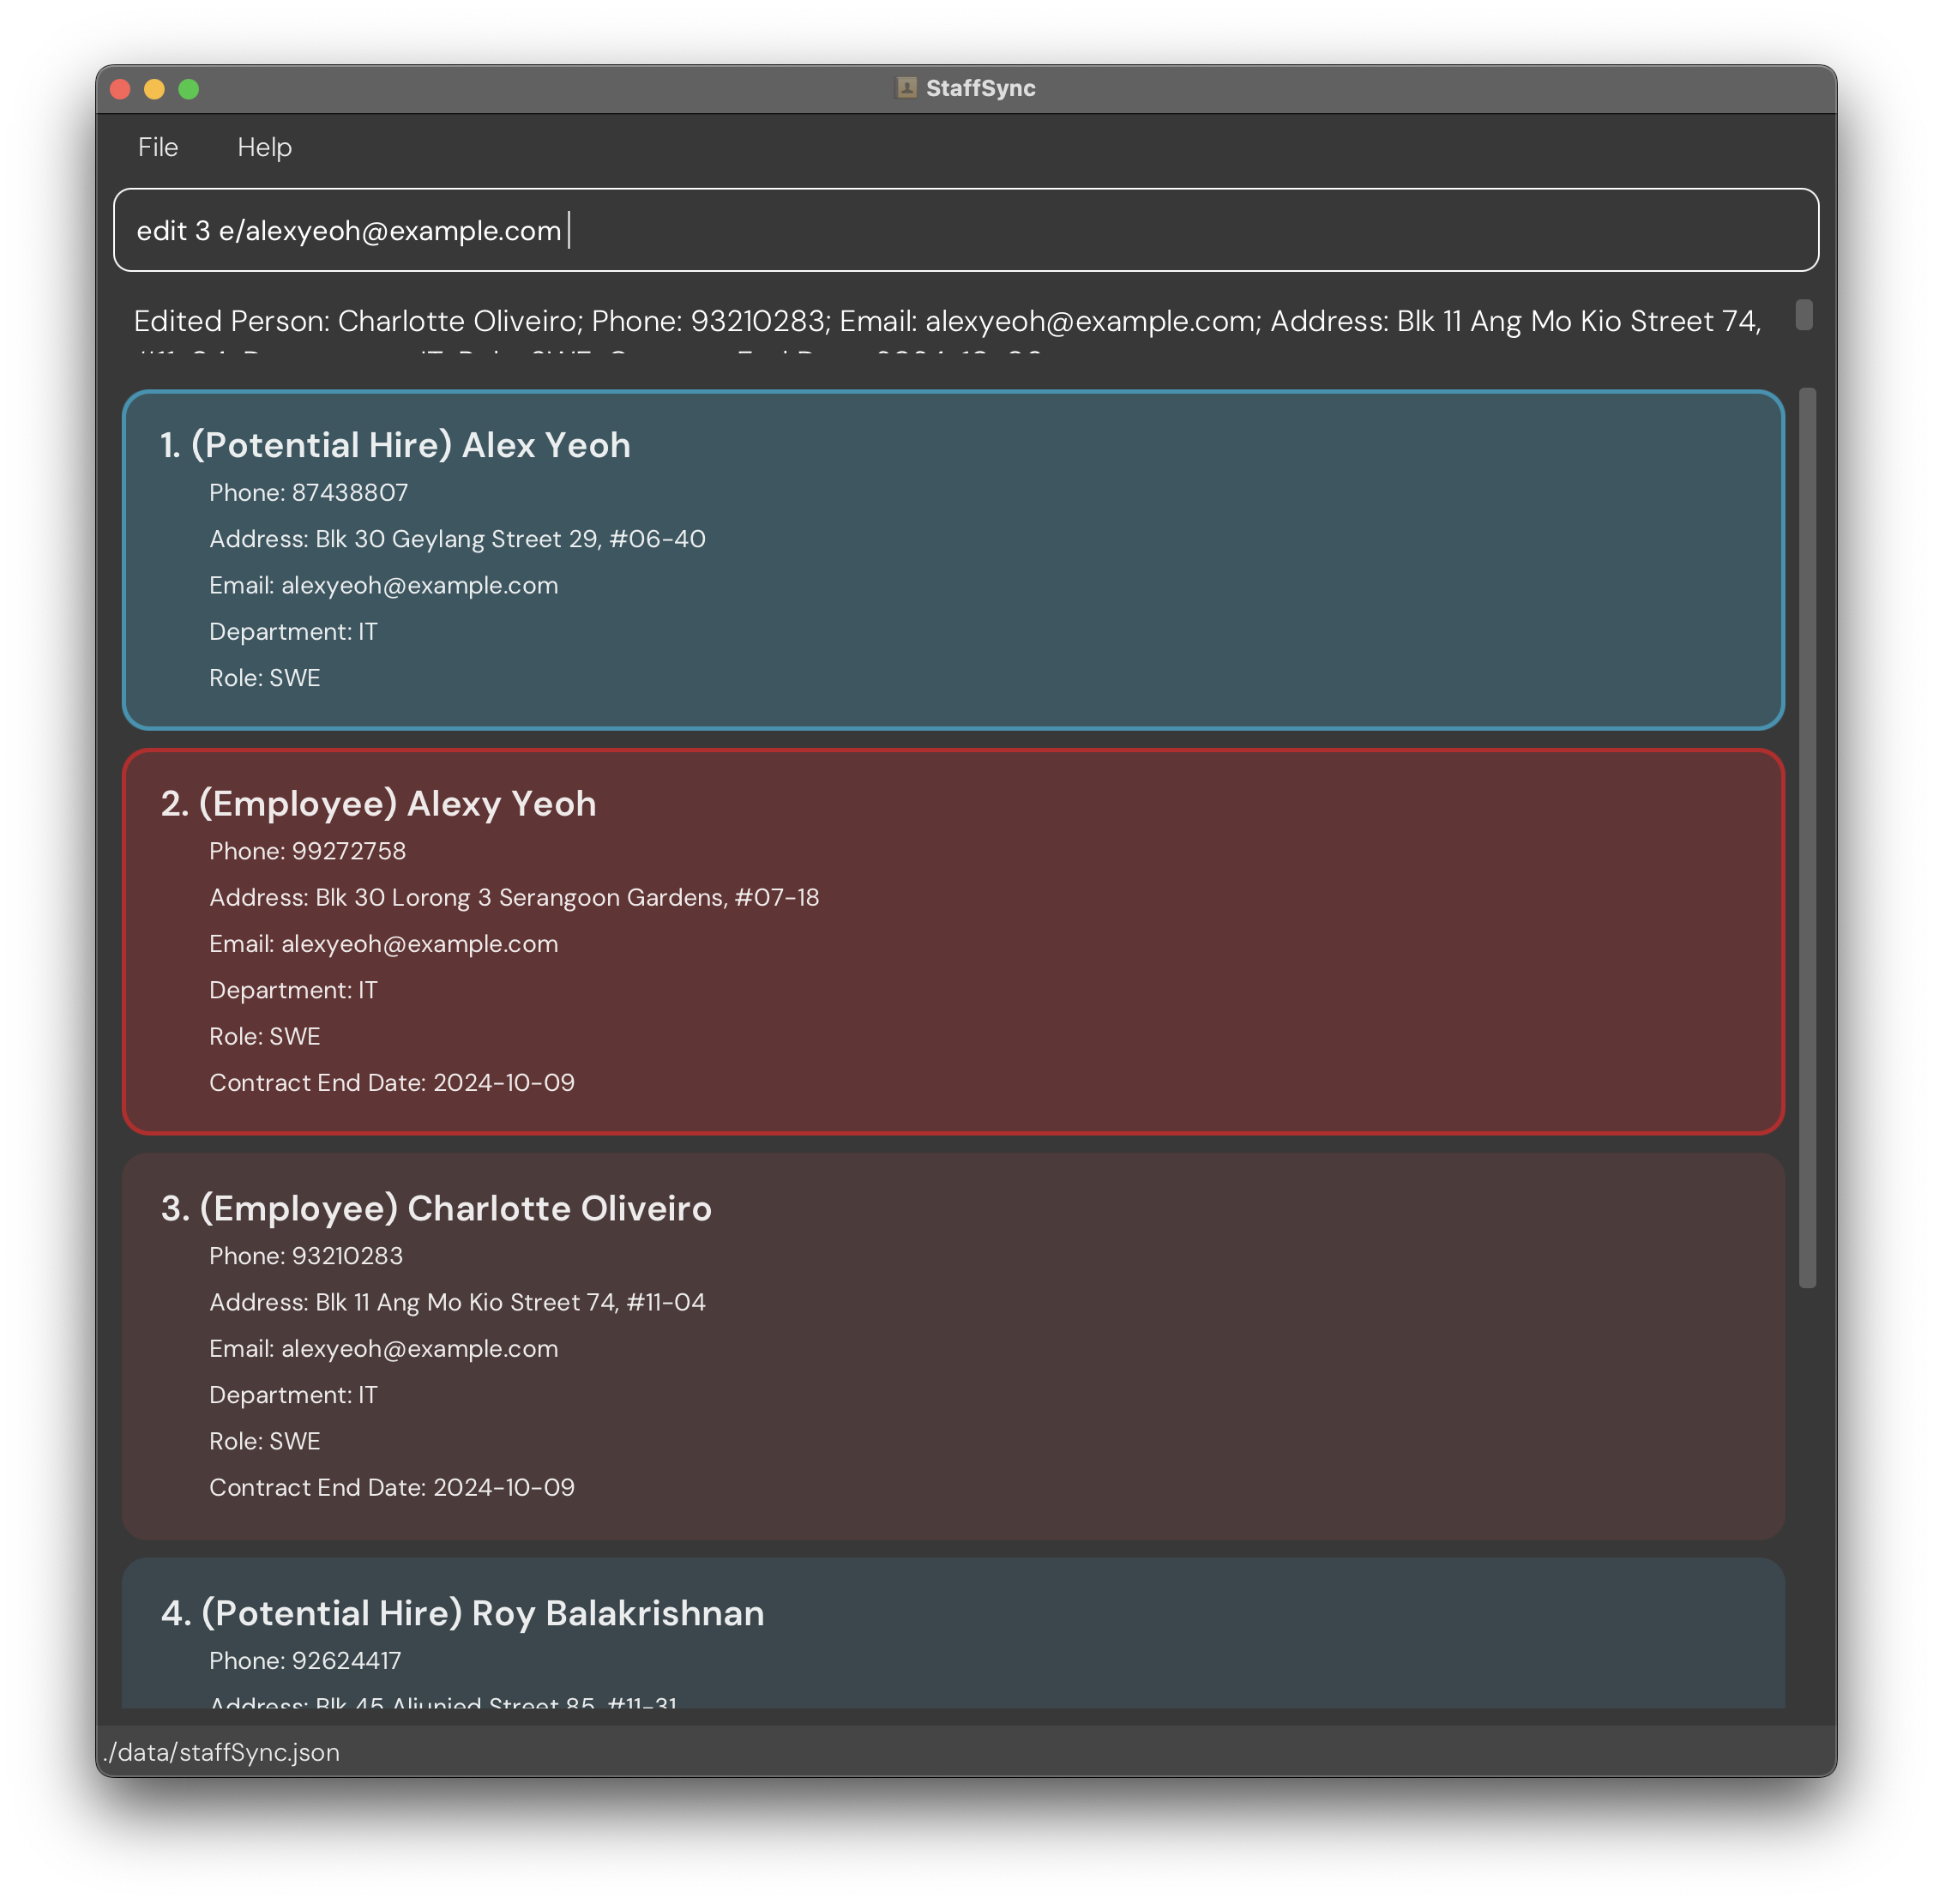 StaffSync
File Help
edit 3 e/alexyeoh@example.com
Edited Person: Charlotte Oliveiro; Phone: 93210283; Email: alexyeoh@example.com; Address: Blk 11 Ang Mo Kio Street 74,
1. (Potential Hire) Alex Yeoh
Phone: 87438807
Address: Blk 30 Geylang Street 29, #06-40
Email: alexyeoh@example.com
Department: IT
Role: SWE
2. (Employee) Alexy Yeoh
Phone: 99272758
Address: Blk 30 Lorong 3 Serangoon Gardens, #07-18
Email: alexyeoh@example.com
Department: IT
Role: SWE
Contract End Date: 2024-10-09
3. (Employee) Charlotte Oliveiro
Phone: 93210283
Address: Blk 11 Ang Mo Kio Street 74, #11-04
Email: alexyeoh@example.com
Department: IT
Role: SWE
Contract End Date: 2024-10-09
4. (Potential Hire) Roy Balakrishnan
Phone: 92624417
Address: Blk 45 Aljunied Street 85, #11-31
./data/staffSync.json